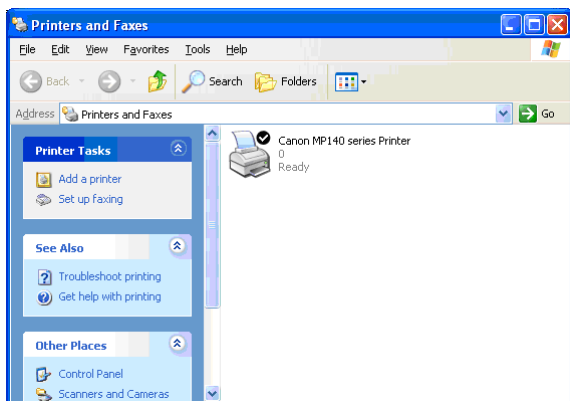 Printers and Faxes
File Edit View Favorites Tools Help
Back Search Folders
Address Printers and Faxes Go
Printer Tasks
Add a printer
Set up faxing
See Also
Troubleshoot printing
Get help with printing
Other Places
Control Panel
Scanners and Cameras
Canon MP140 series Printer
0
Ready